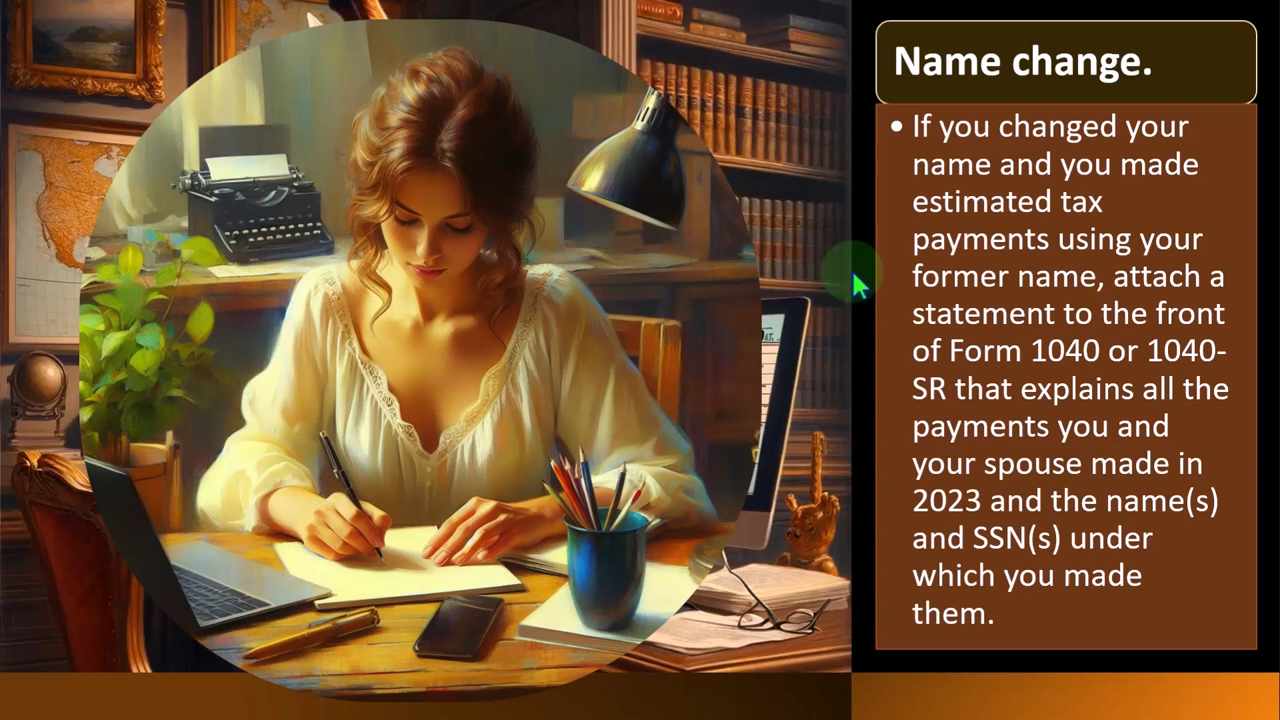 Name change.
• If you changed your
name and you made
estimated tax
payments using your
former name, attach a
statement to the front
of Form 1040 or 1040-
SR that explains all the
payments you and
your spouse made in
2023 and the name(s)
and SSN(s) under
which you made
them.